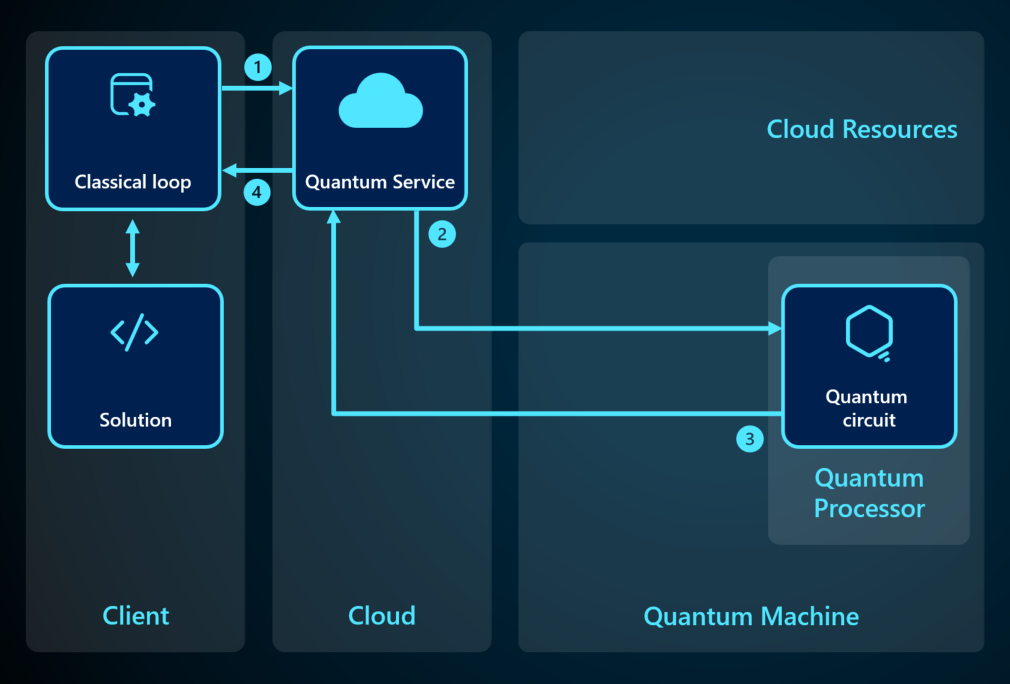 1
Classical loop
4
Quantum Service
2
Cloud Resources
Solution
Quantum
circuit
3
Quantum
Processor
Client
Cloud
Quantum Machine